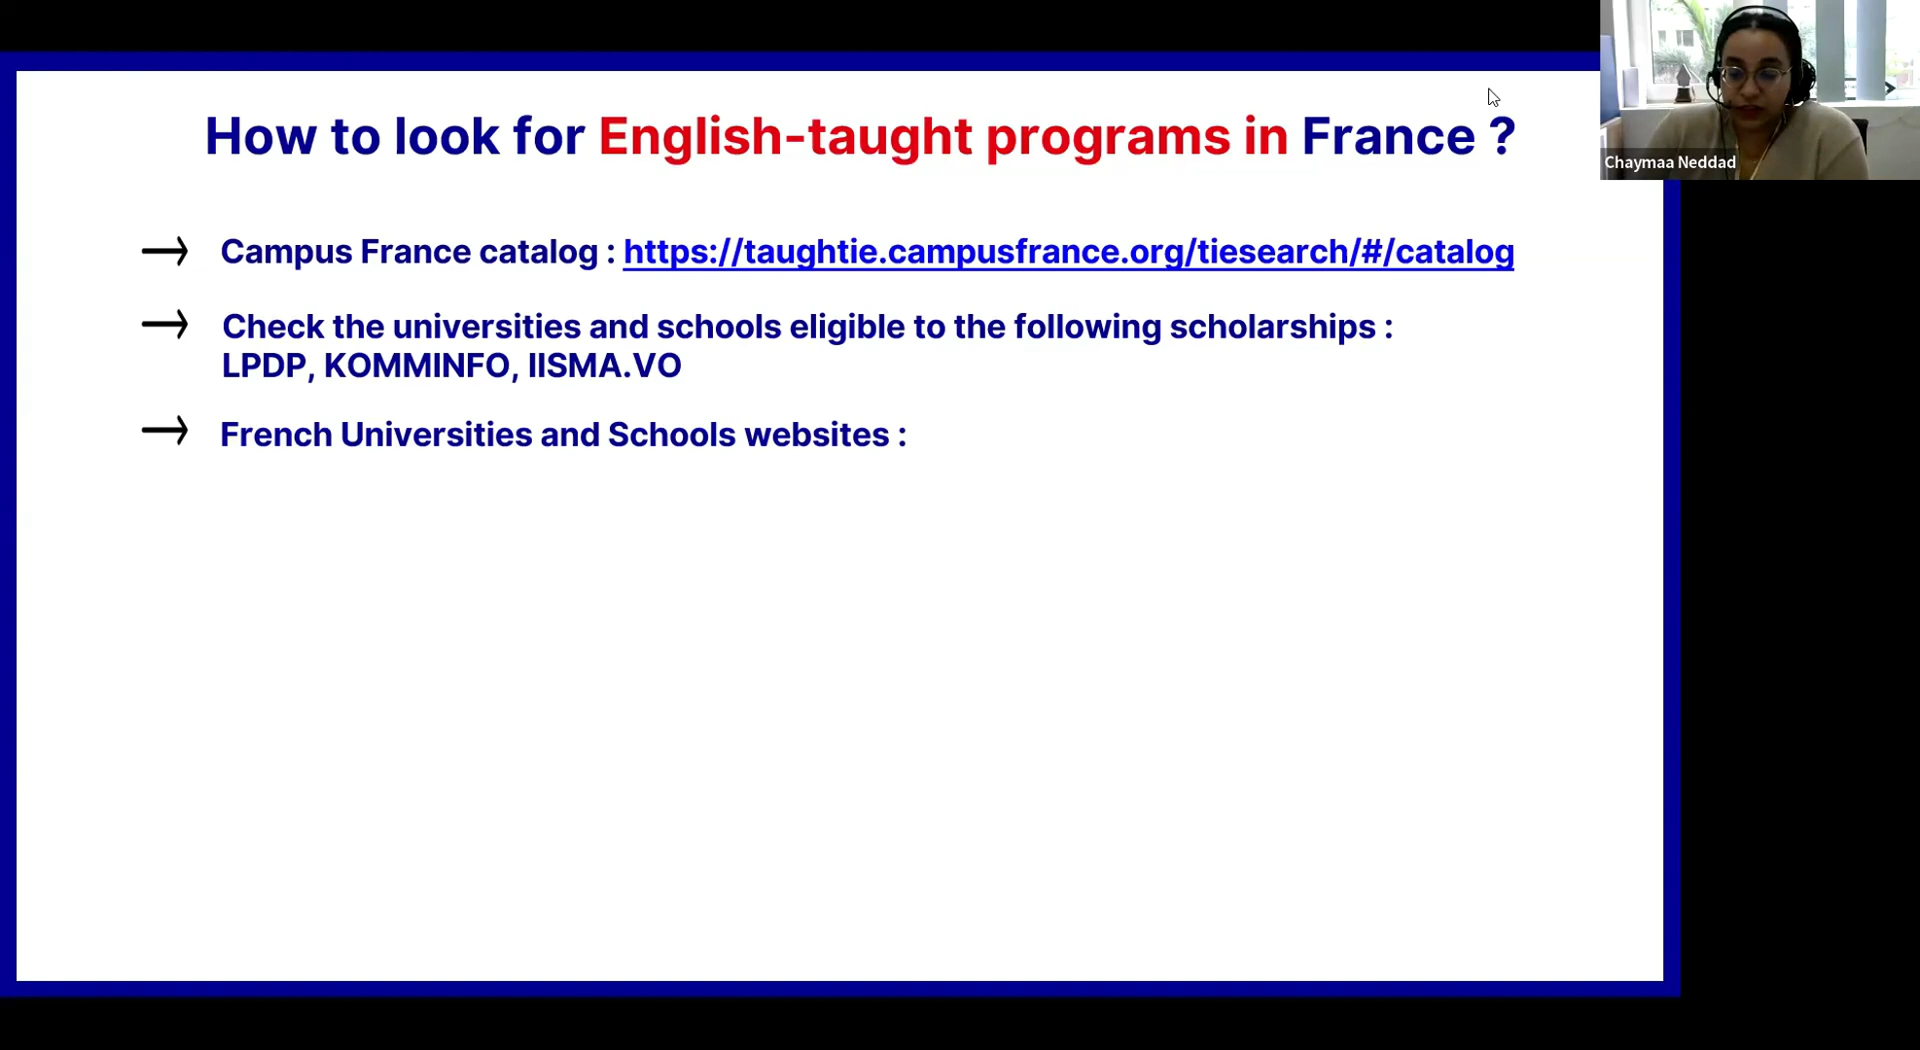 How to look for English-taught programs in France ?
Chaymaa Neddad
Campus France catalog : https://taughtie.campusfrance.org/tiesearch/#/catalog
Check the universities and schools eligible to the following scholarships :
LPDP, KOMMINFO, IISMA.VO
French Universities and Schools websites :